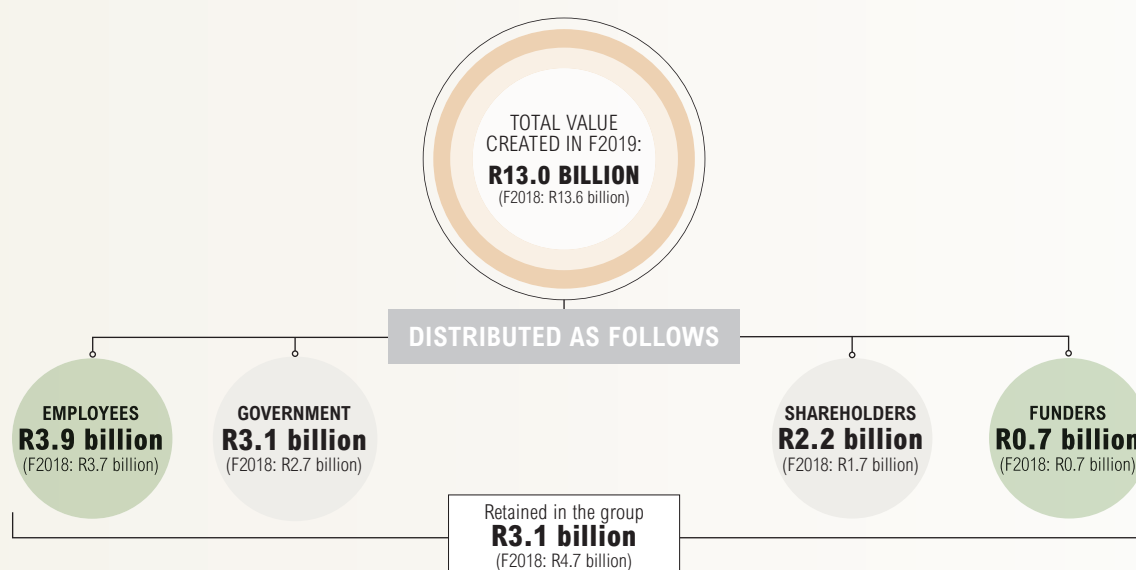 TOTAL VALUE
CREATED IN F2019:
R13.0 BILLION
(F2018: R13.6 billion)
DISTRIBUTED AS FOLLOWS
EMPLOYEES
R3.9 billion
(F2018: R3.7 billion)
GOVERNMENT
R3.1 billion
(F2018: R2.7 billion)
SHAREHOLDERS
R2.2 billion
(F2018: R1.7 billion)
FUNDERS
R0.7 billion
(F2018: R0.7 billion)
Retained in the group
R3.1 billion
(F2018: R4.7 billion)